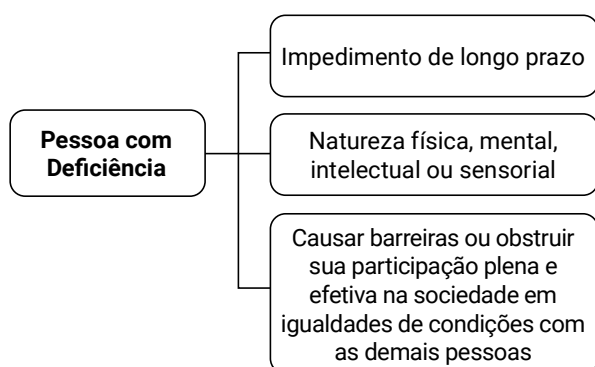 Impedimento de longo prazo
Pessoa com
Deficiência
Natureza física, mental,
intelectual ou sensorial
Causar barreiras ou obstruir
sua participação plena e
efetiva na sociedade em
igualdades de condições com
as demais pessoas